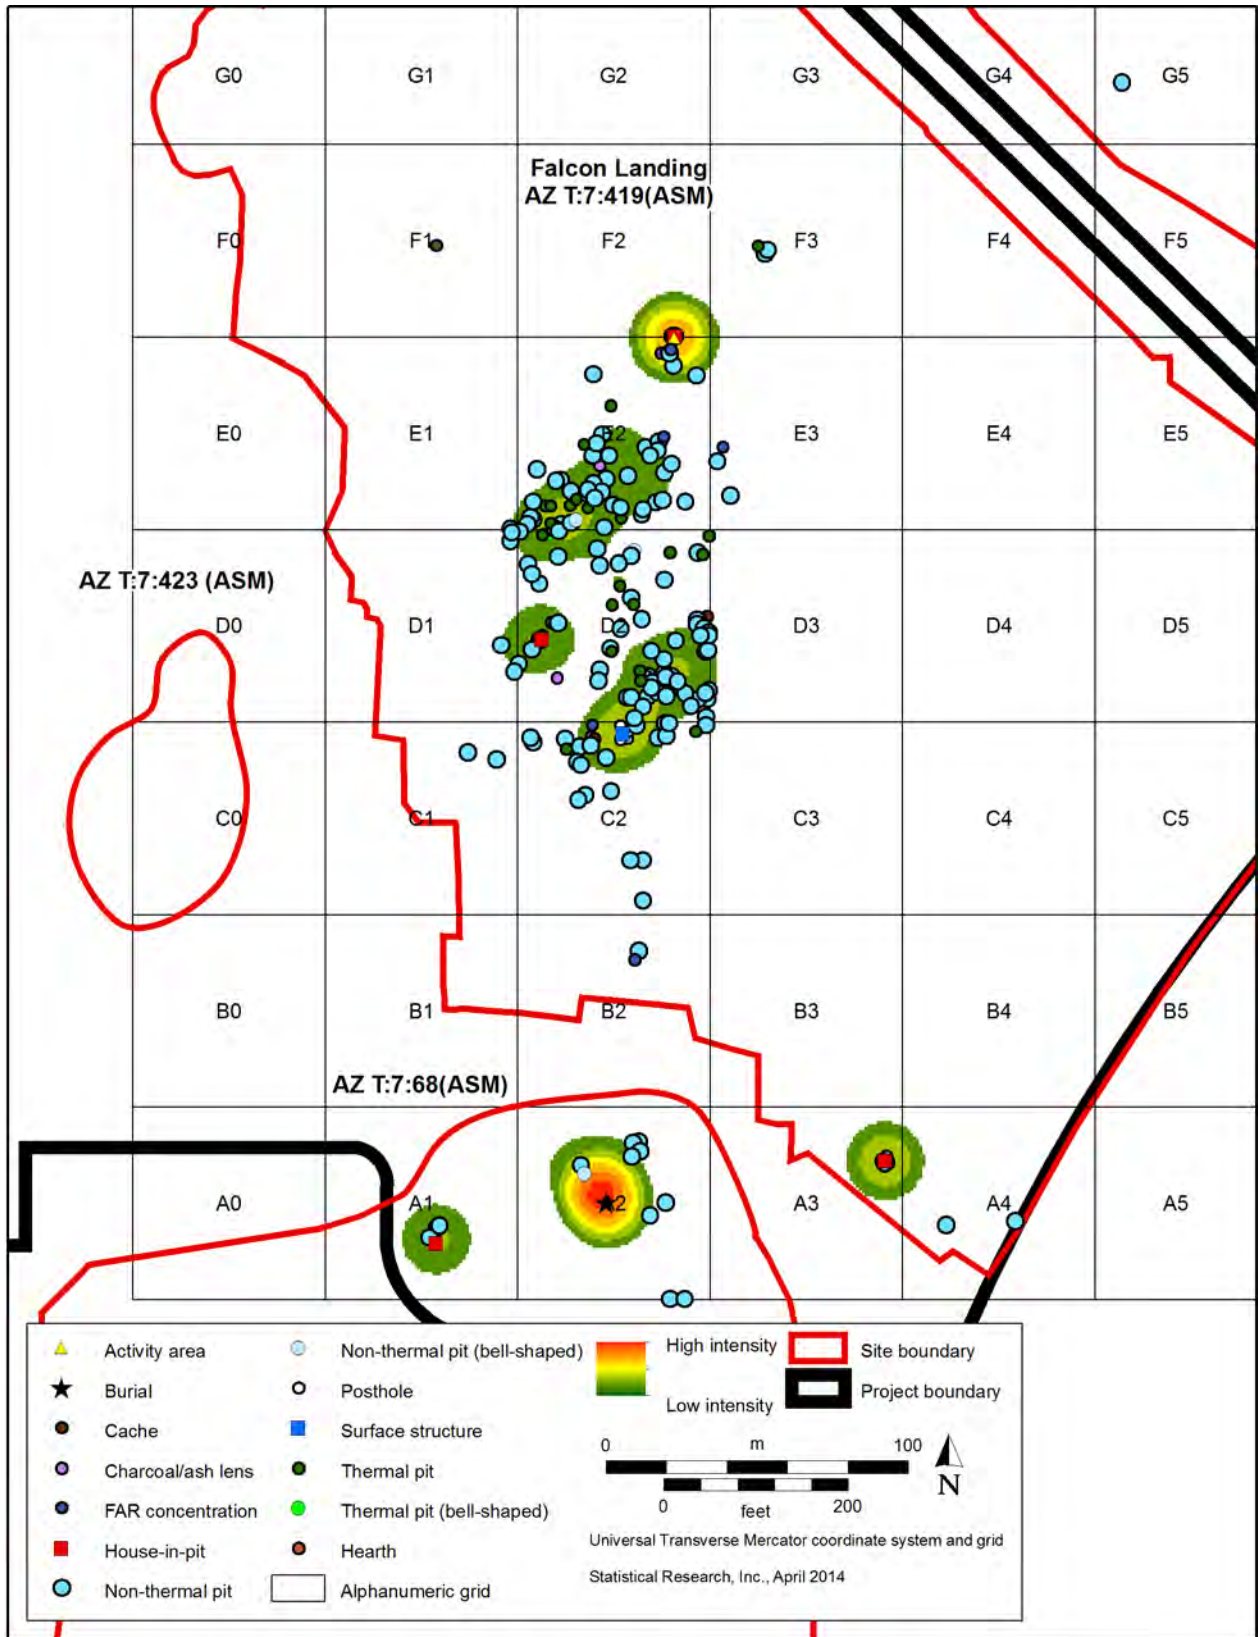 G0
G1
G2
G3
G4
G5
Falcon Landing
AZ T:7:419(ASM)
F0
F1
F2
F3
F4
F5
E0
E1
E2
E3
E4
E5
AZ T:7:423 (ASM)
D0
D1
D2
D3
D4
D5
C0
C1
C2
C3
C4
C5
B0
B1
B2
B3
B4
B5
AZ T:7:68(ASM)
A0
A1
A2
A3
A4
A5
Activity area
Burial
Cache
Charcoal/ash lens
FAR concentration
House-in-pit
Non-thermal pit
Non-thermal pit (bell-shaped)
Posthole
Surface structure
Thermal pit
Thermal pit (bell-shaped)
Hearth
Alphanumeric grid
High intensity
Low intensity
Site boundary
Project boundary
0 m 100
0 feet 200
N
Universal Transverse Mercator coordinate system and grid
Statistical Research, Inc., April 2014